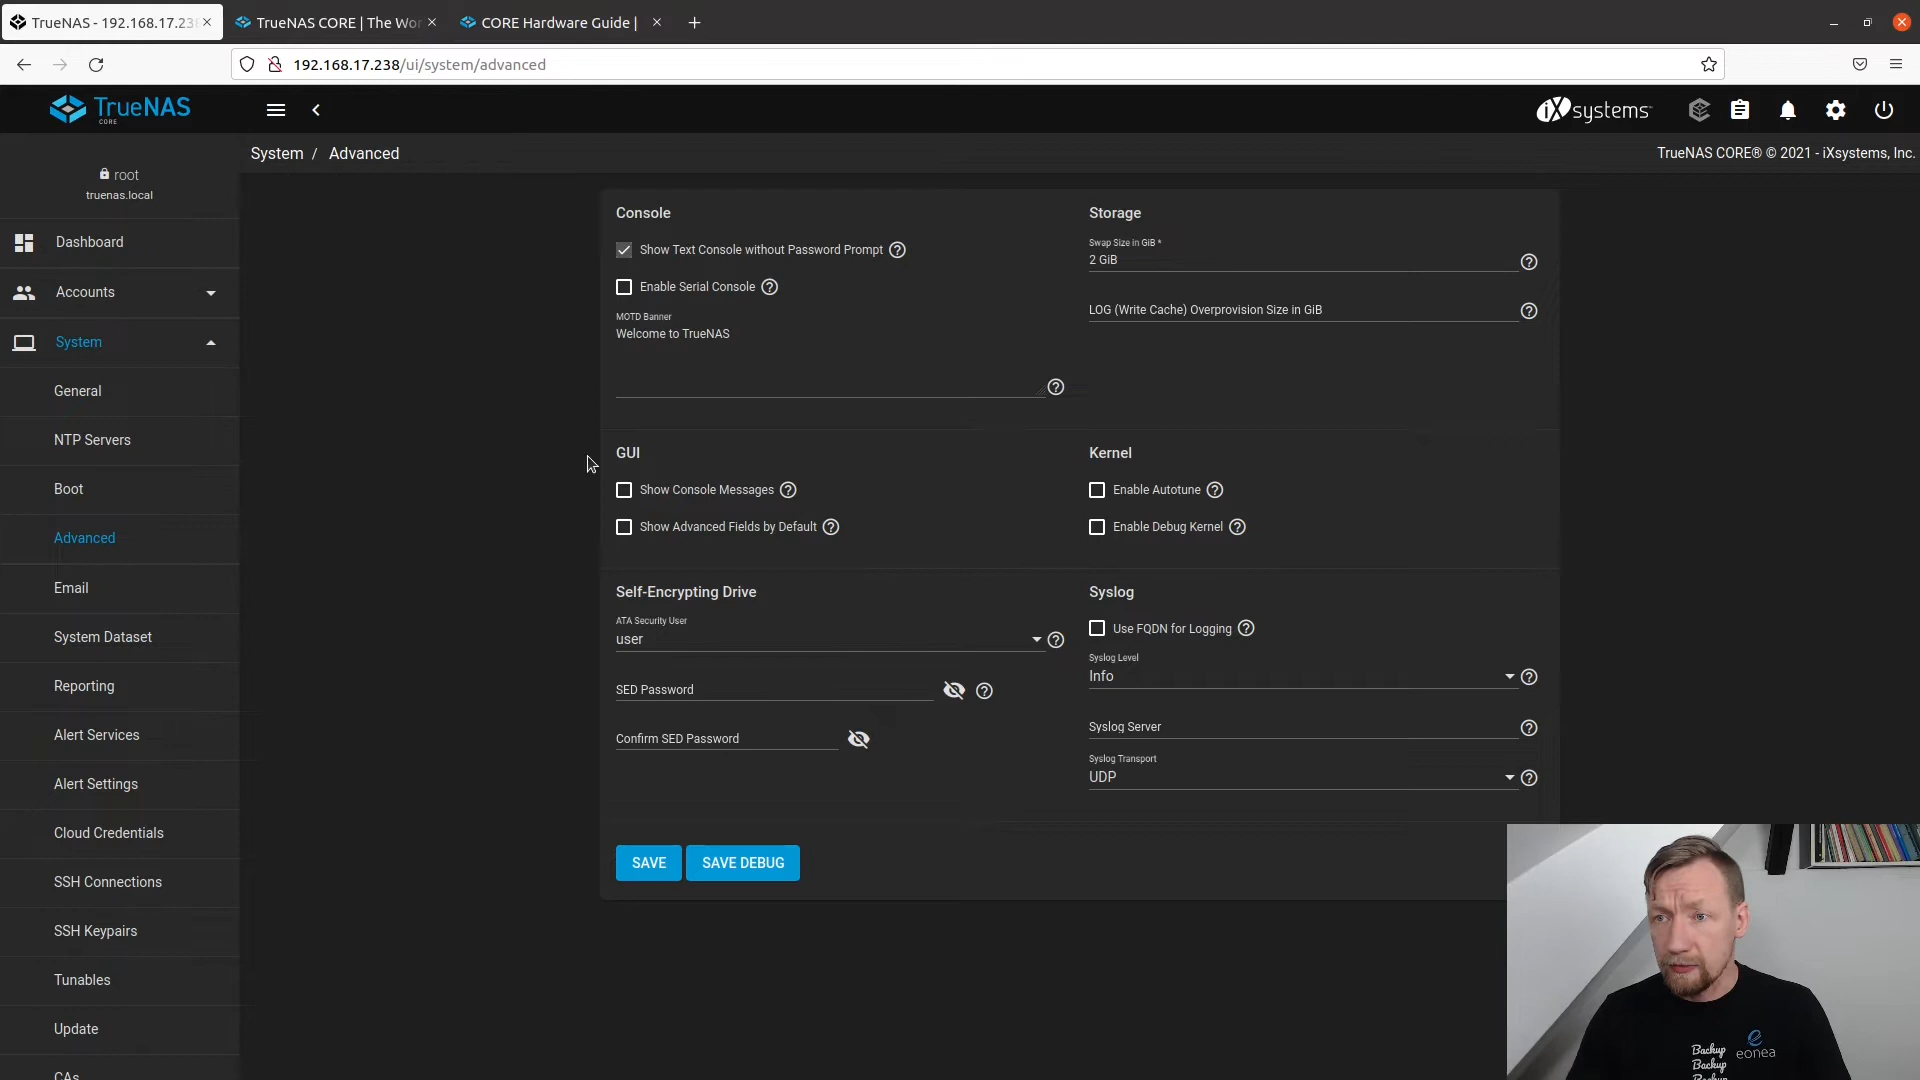 TrueNAS - 192.168.17.23
TrueNAS CORE | The Wor
CORE Hardware Guide |
192.168.17.238/ui/system/advanced
TrueNAS
CORE
iXsystems
System / Advanced
TrueNAS CORE® © 2021 - iXsystems, Inc.
root
truenas.local
Dashboard
Accounts
System
General
NTP Servers
Boot
Advanced
Email
System Dataset
Reporting
Alert Services
Alert Settings
Cloud Credentials
SSH Connections
SSH Keypairs
Tunables
Update
CAs
Console
Show Text Console without Password Prompt
Enable Serial Console
MOTD Banner
Welcome to TrueNAS
Storage
Swap Size in GiB *
2 GiB
LOG (Write Cache) Overprovision Size in GiB
GUI
Show Console Messages
Show Advanced Fields by Default
Kernel
Enable Autotune
Enable Debug Kernel
Self-Encrypting Drive
ATA Security User
user
SED Password
Confirm SED Password
Syslog
Use FQDN for Logging
Syslog Level
Info
Syslog Server
Syslog Transport
UDP
SAVE
SAVE DEBUG
Backup
Backup
Backup
eonea